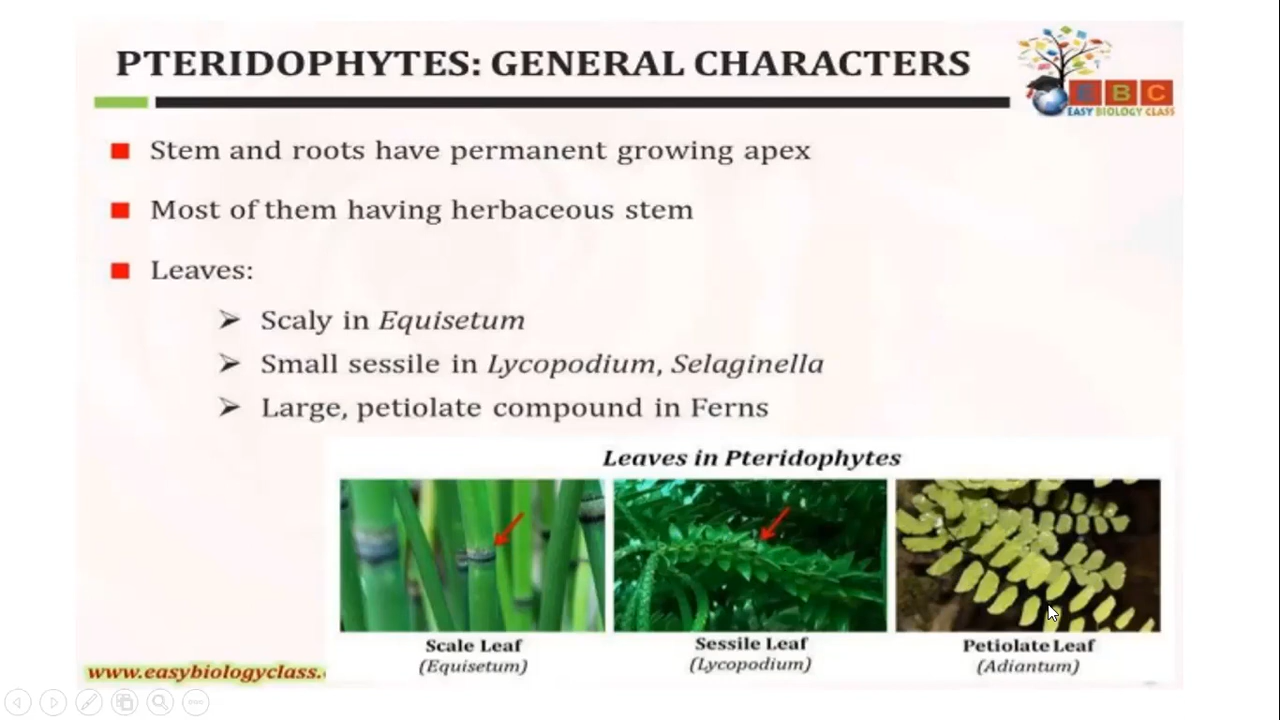 PTERIDOPHYTES: GENERAL CHARACTERS
E B C
EASY BIOLOGY CLASS
Stem and roots have permanent growing apex
Most of them having herbaceous stem
Leaves:
Scaly in Equisetum
Small sessile in Lycopodium, Selaginella
Large, petiolate compound in Ferns
Leaves in Pteridophytes
Scale Leaf
(Equisetum)
Sessile Leaf
(Lycopodium)
Petiolate Leaf
(Adiantum)
www.easybiologyclass.